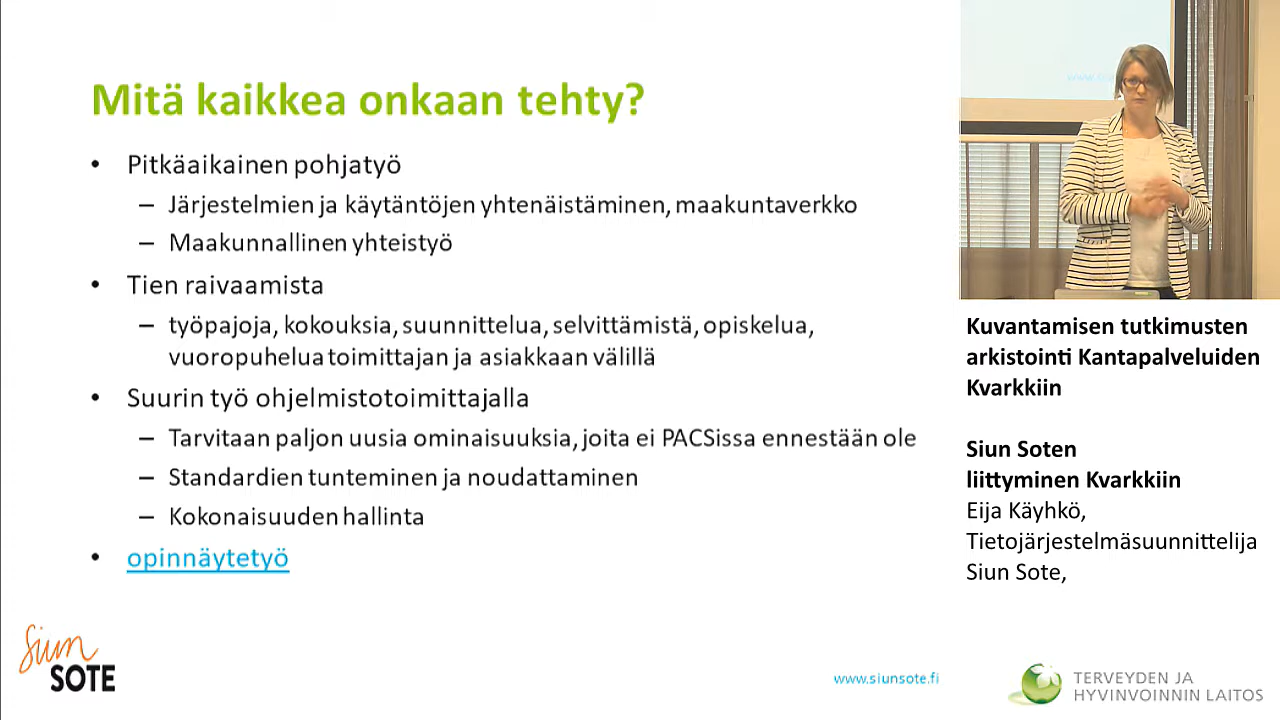 Mitä kaikkea onkaan tehty?
• Pitkäaikainen pohjatyö
– Järjestelmien ja käytäntöjen yhtenäistäminen, maakuntaverkko
– Maakunnallinen yhteistyö
• Tien raivaamista
– työpajoja, kokouksia, suunnittelua, selvittämistä, opiskelua,
vuoropuhelua toimittajan ja asiakkaan välillä
• Suurin työ ohjelmistotoimittajalla
– Tarvitaan paljon uusia ominaisuuksia, joita ei PACSissa ennestään ole
– Standardien tunteminen ja noudattaminen
– Kokonaisuuden hallinta
• opinnäytetyö
Siun
SOTE
www.siunsote.fi
Kuvantamisen tutkimusten
arkistointi Kantapalveluiden
Kvarkkiin
Siun Soten
liittyminen Kvarkkiin
Eija Käyhkö,
Tietojärjestelmäsuunnittelija
Siun Sote,
TERVEYDEN JA
HYVINVOINNIN LAITOS